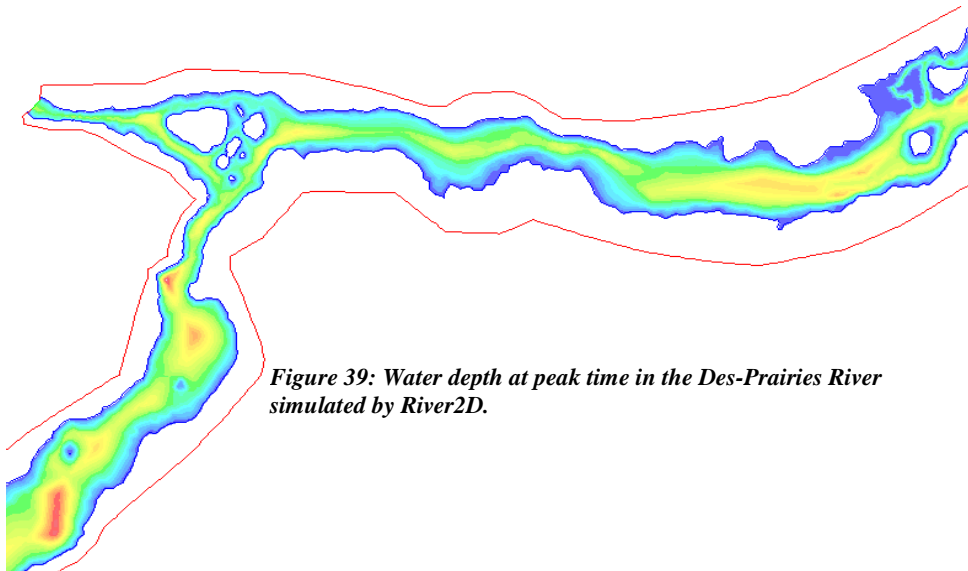 Figure 39: Water depth at peak time in the Des-Prairies River
simulated by River2D.